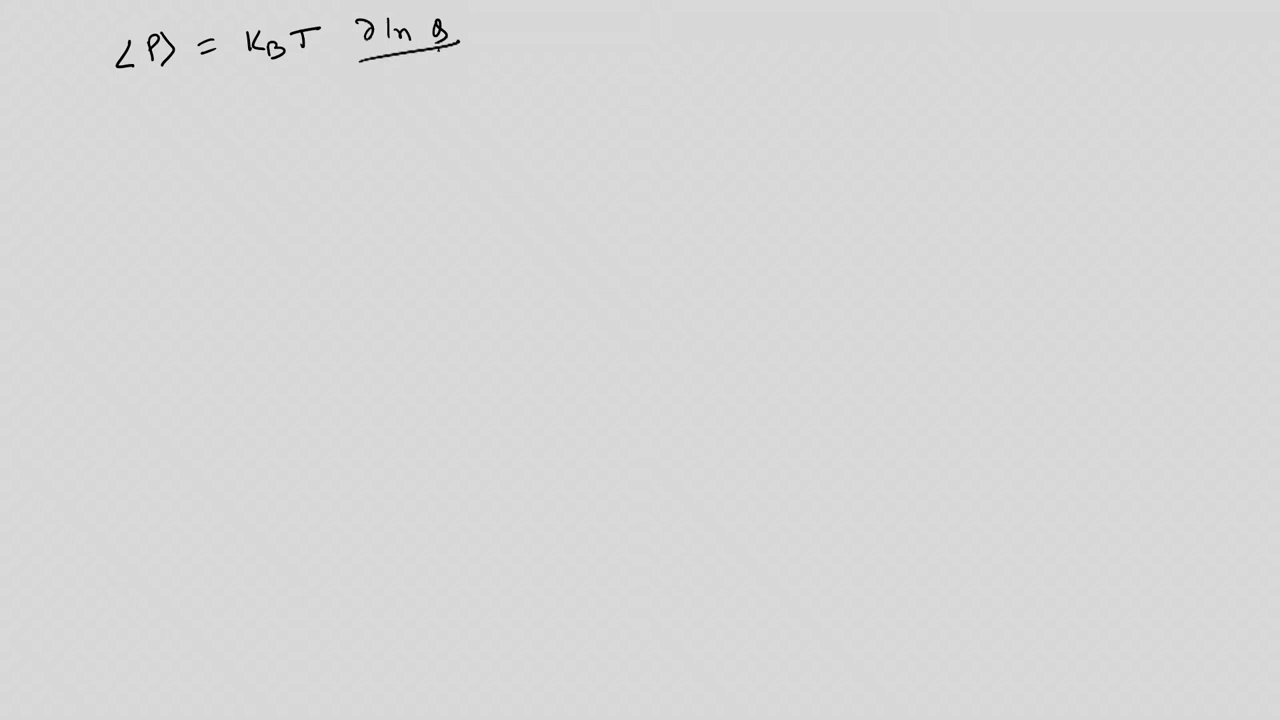 ⟨P⟩ = K_B T ∂ ln Q